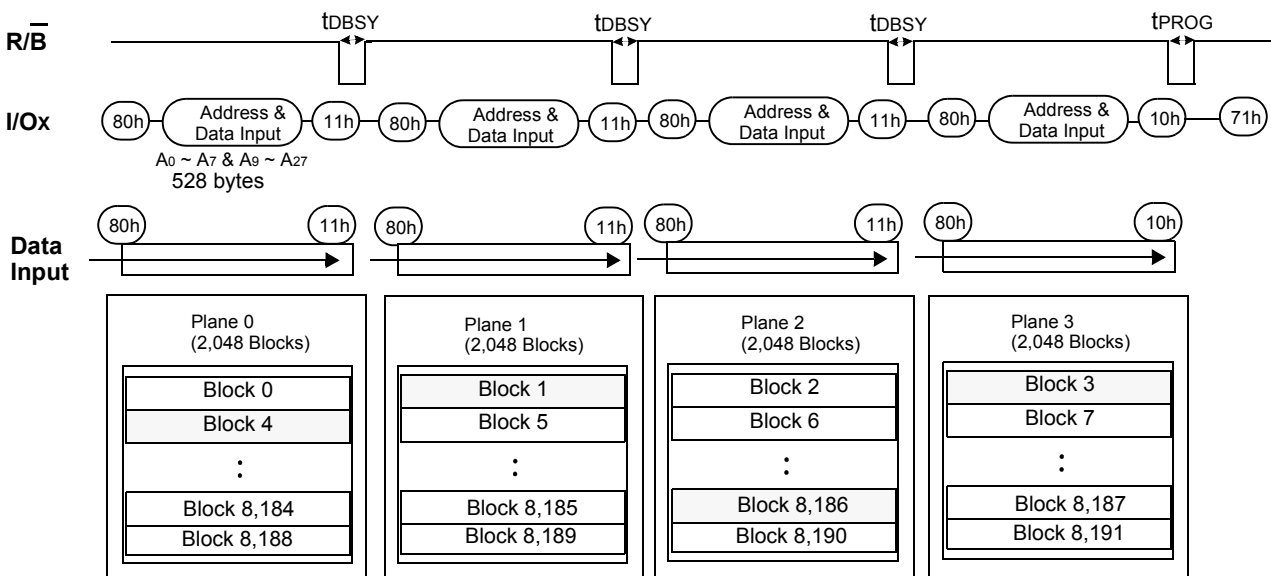 tDBSY tDBSY tDBSY tPROG
R/B
I/Ox 80h Address & Data Input 11h 80h Address & Data Input 11h 80h Address & Data Input 11h 80h Address & Data Input 10h 71h
A0 ~ A7 & A9 ~ A27
528 bytes
Data Input 80h 11h 80h 11h 80h 11h 80h 10h
Plane 0
(2,048 Blocks)
Block 0
Block 4
:
Block 8,184
Block 8,188
Plane 1
(2,048 Blocks)
Block 1
Block 5
:
Block 8,185
Block 8,189
Plane 2
(2,048 Blocks)
Block 2
Block 6
:
Block 8,186
Block 8,190
Plane 3
(2,048 Blocks)
Block 3
Block 7
:
Block 8,187
Block 8,191